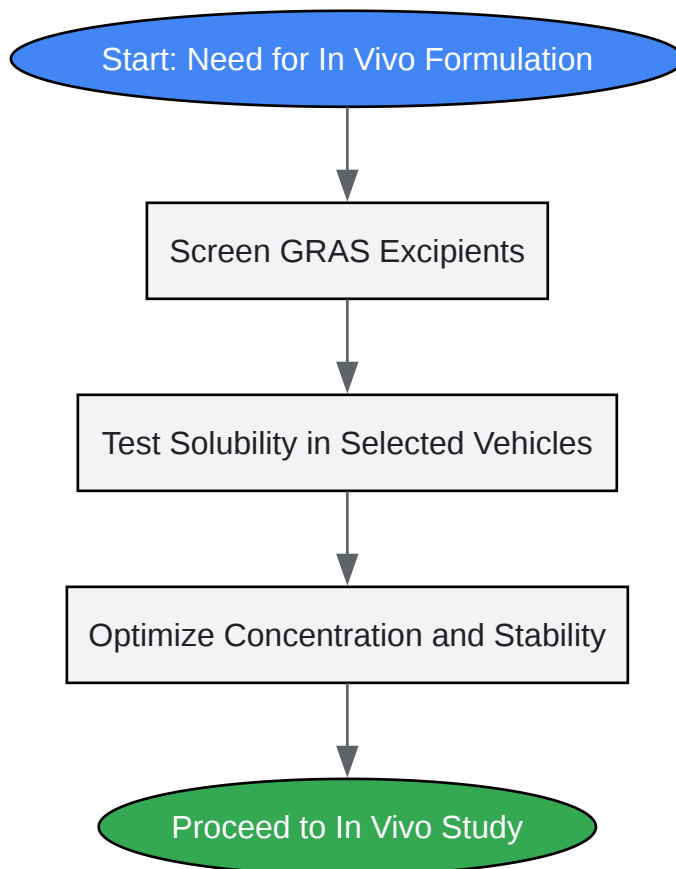 Start: Need for In Vivo Formulation
Screen GRAS Excipients
Test Solubility in Selected Vehicles
Optimize Concentration and Stability
Proceed to In Vivo Study